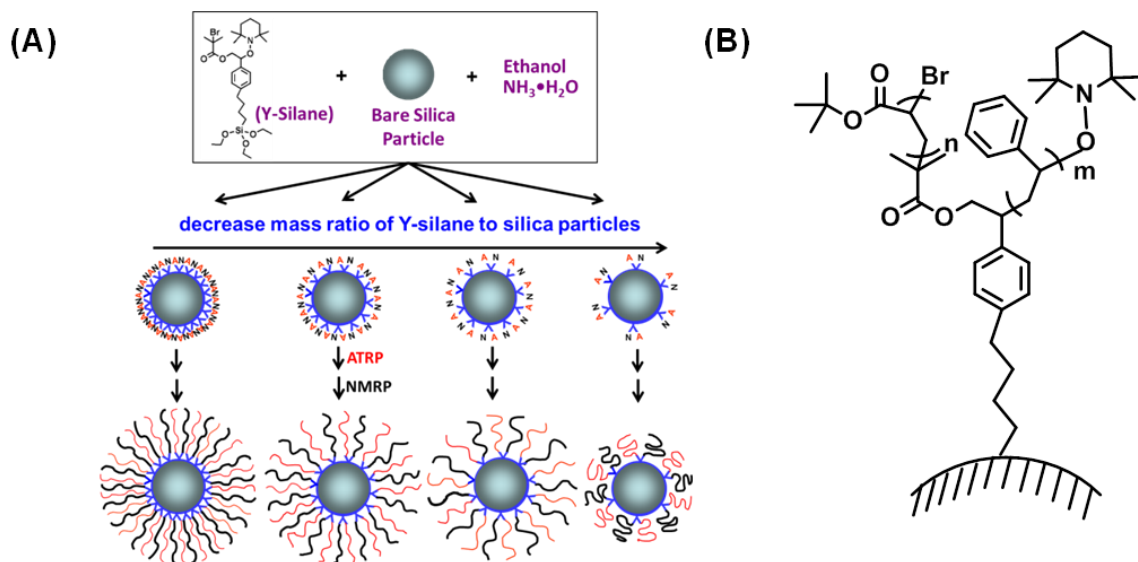 (A)
Br
O
O
N
O
(Y-Silane)
Si
O
O
O
+
Bare Silica
Particle
+
Ethanol
NH₃•H₂O
decrease mass ratio of Y-silane to silica particles
ATRP
NMRP
(B)
O
Br
O
n
N
O
m
O
O